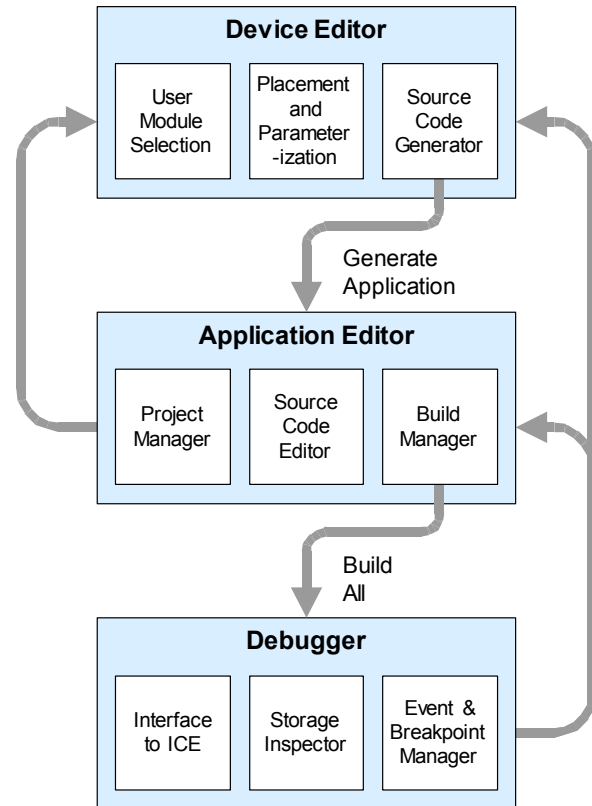 Device Editor
User
Module
Selection
Placement
and
Parameter
-ization
Source
Code
Generator
Generate
Application
Application Editor
Project
Manager
Source
Code
Editor
Build
Manager
Build
All
Debugger
Interface
to ICE
Storage
Inspector
Event &
Breakpoint
Manager